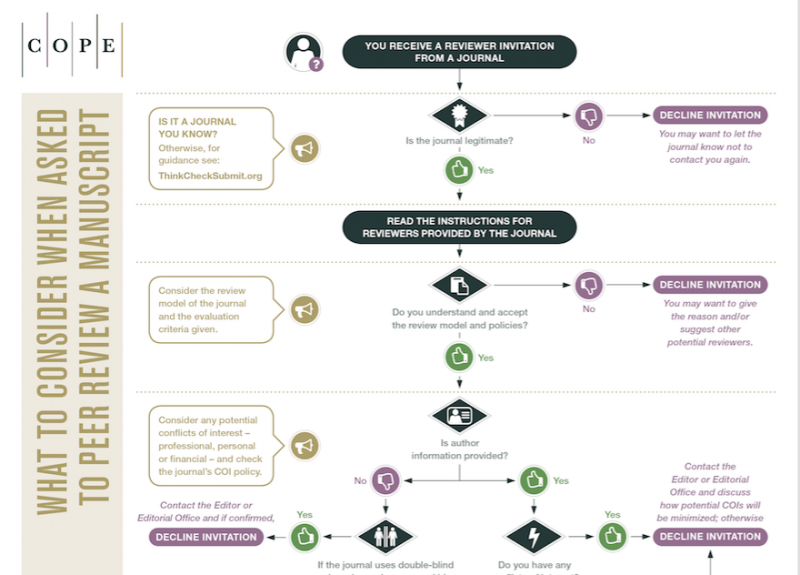 C O P E
WHAT TO CONSIDER WHEN ASKED
TO PEER REVIEW A MANUSCRIPT
YOU RECEIVE A REVIEWER INVITATION
FROM A JOURNAL
?
IS IT A JOURNAL
YOU KNOW?
Otherwise, for
guidance see:
ThinkCheckSubmit.org
Is the journal legitimate?
No
DECLINE INVITATION
You may want to let the
journal know not to
contact you again.
Yes
READ THE INSTRUCTIONS FOR
REVIEWERS PROVIDED BY THE JOURNAL
Consider the review
model of the journal
and the evaluation
criteria given.
Do you understand and accept
the review model and policies?
No
DECLINE INVITATION
You may want to give
the reason and/or
suggest other
potential reviewers.
Yes
Consider any potential
conflicts of interest –
professional, personal
or financial – and check
the journal's COI policy.
Is author
information provided?
No
Yes
Contact the Editor or
Editorial Office and if confirmed,
DECLINE INVITATION
Yes
If the journal uses double-blind
Yes
Do you have any
Contact the
Editor or Editorial
Office and discuss
how potential COIs will
be minimized; otherwise
DECLINE INVITATION